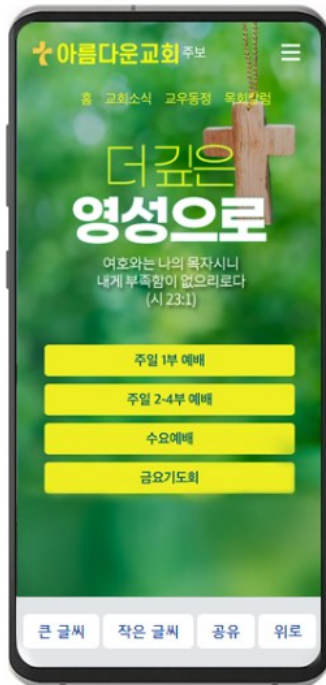 아름다운교회 주보
홈 교회소식 교우동정 목회칼럼
더 깊은
영성으로
여호와는 나의 목자시니
내게 부족함이 없으리로다
(시 23:1)
주일 1부 예배
주일 2-4부 예배
수요예배
금요기도회
큰 글씨 작은 글씨 공유 위로